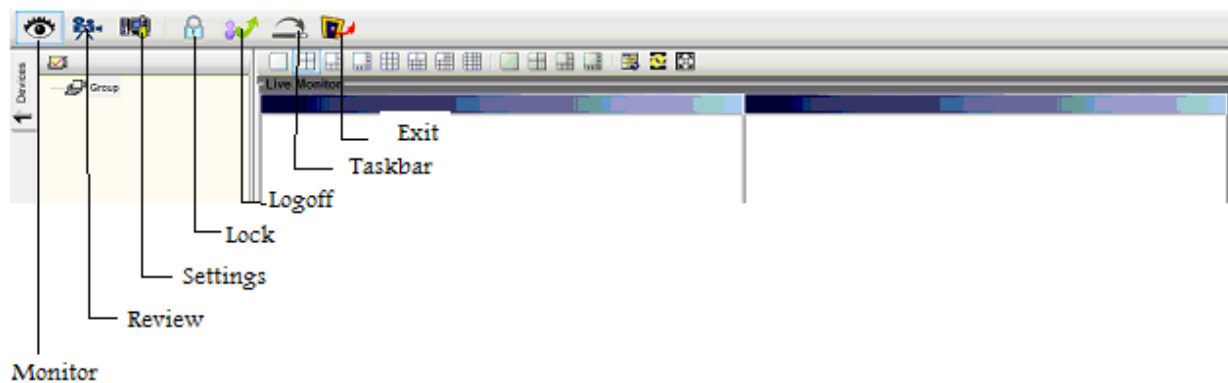 Devices
Group
Live Monitor
Exit
Taskbar
Logoff
Lock
Settings
Review
Monitor